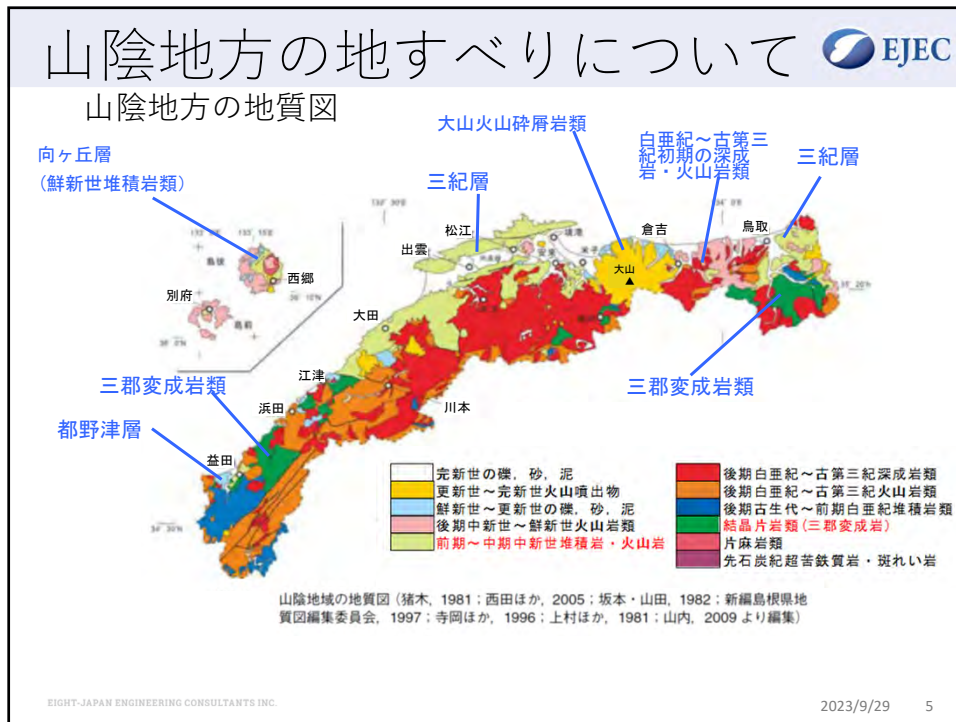 山陰地方の地すべりについて
EJEC
山陰地方の地質図
大山火山砕屑岩類
白亜紀~古第三
紀初期の深成
岩・火山岩類
三紀層
向ヶ丘層
(鮮新世堆積岩類)
三紀層
松江
出雲
境港
米子
安来
倉吉
鳥取
大山
島後
西郷
別府
島前
大田
江津
三郡変成岩類
浜田
川本
三郡変成岩類
都野津層
益田
完新世の礫,砂,泥
更新世~完新世火山噴出物
鮮新世~更新世の礫,砂,泥
後期中新世~鮮新世火山岩類
前期~中期中新世堆積岩・火山岩
後期白亜紀~古第三紀深成岩類
後期白亜紀~古第三紀火山岩類
後期古生代~前期白亜紀堆積岩類
結晶片岩類(三郡変成岩)
片麻岩類
先石炭紀超苦鉄質岩・斑れい岩
山陰地域の地質図(猪木,1981;西田ほか,2005;坂本・山田,1982;新編島根県地
質図編集委員会,1997;寺岡ほか,1996;上村ほか,1981;山内,2009より編集)
EIGHT-JAPAN ENGINEERING CONSULTANTS INC.
2023/9/29 5